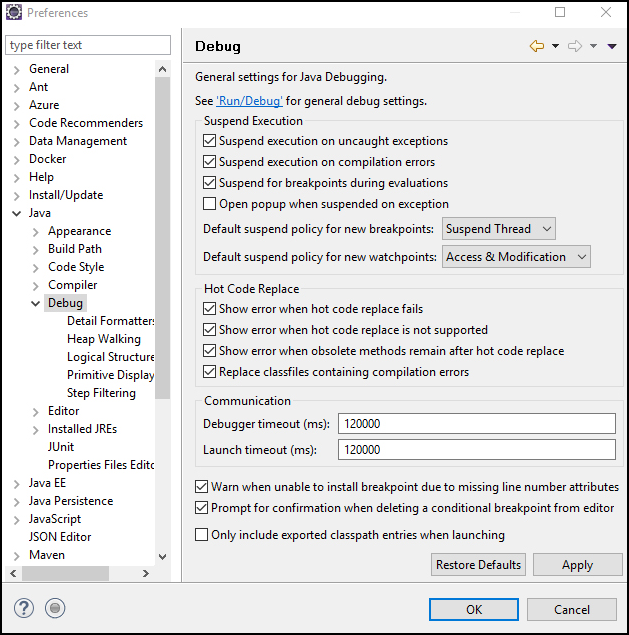 Preferences
type filter text
General
Ant
Azure
Code Recommenders
Data Management
Docker
Help
Install/Update
Java
Appearance
Build Path
Code Style
Compiler
Debug
Detail Formatters
Heap Walking
Logical Structure
Primitive Display
Step Filtering
Editor
Installed JREs
JUnit
Properties Files Edito
Java EE
Java Persistence
JavaScript
JSON Editor
Maven
Debug
General settings for Java Debugging.
See 'Run/Debug' for general debug settings.
Suspend Execution
Suspend execution on uncaught exceptions
Suspend execution on compilation errors
Suspend for breakpoints during evaluations
Open popup when suspended on exception
Default suspend policy for new breakpoints: Suspend Thread
Default suspend policy for new watchpoints: Access & Modification
Hot Code Replace
Show error when hot code replace fails
Show error when hot code replace is not supported
Show error when obsolete methods remain after hot code replace
Replace classfiles containing compilation errors
Communication
Debugger timeout (ms): 120000
Launch timeout (ms): 120000
Warn when unable to install breakpoint due to missing line number attributes
Prompt for confirmation when deleting a conditional breakpoint from editor
Only include exported classpath entries when launching
Restore Defaults Apply
? OK Cancel